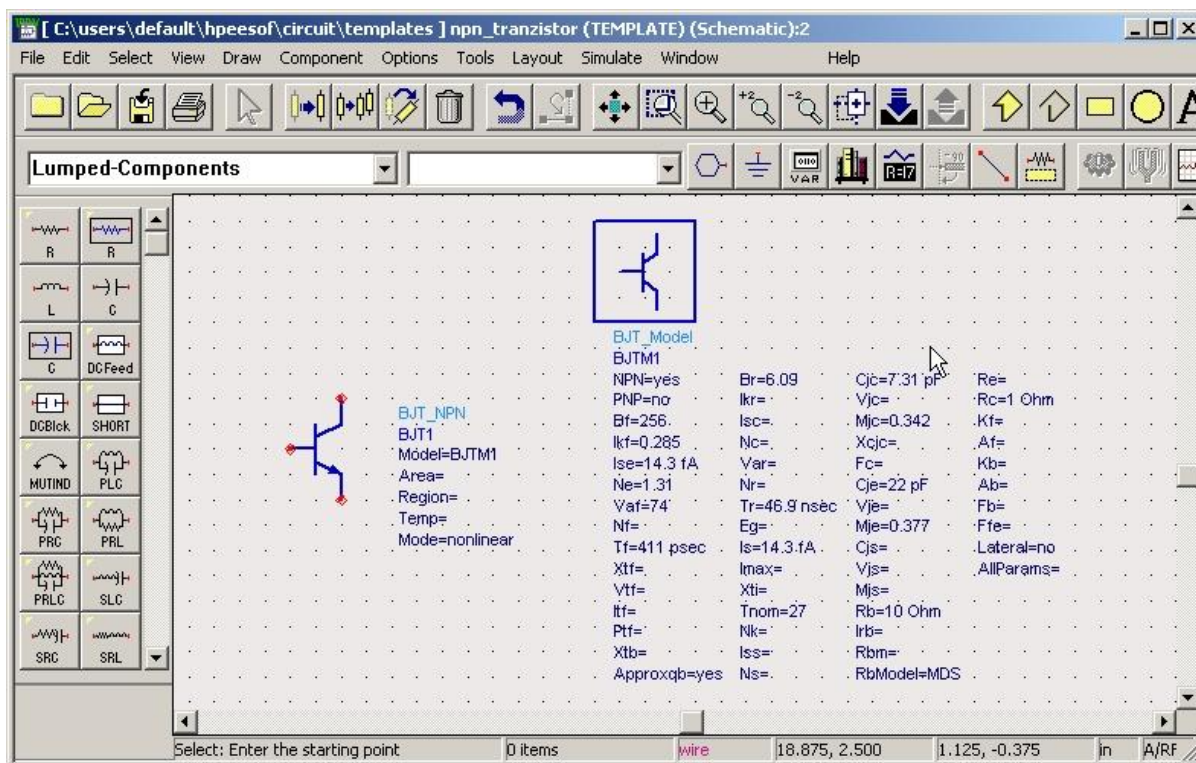 [ C:\users\default\hpeesof\circuit\templates ] npn_tranzistor (TEMPLATE) (Schematic):2
File Edit Select View Draw Component Options Tools Layout Simulate Window Help
+2 -2 A
Lumped-Components
VAR R=17 -90
R R
L C
C DCFeed
DCBlck SHORT
MUTIND PLC
PRC PRL
PRLC SLC
SRC SRL
BJT_NPN
BJT1
Model=BJTM1
Area=
Region=
Temp=
Mode=nonlinear
BJT_Model
BJTM1
NPN=yes
PNP=no
Bf=256
Ikf=0.285
Ise=14.3 fA
Ne=1.31
Vaf=74
Nf=
Tf=411 psec
Xtf=
Vtf=
Itf=
Ptf=
Xtb=
Approxqb=yes
Br=6.09
Ikr=
Isc=
Nc=
Var=
Nr=
Tr=46.9 nsec
Eg=
Is=14.3 fA
Imax=
Xti=
Tnom=27
Nk=
Iss=
Ns=
Cjc=7.31 pF
Vjc=
Mjc=0.342
Xcjc=
Fc=
Cje=22 pF
Vje=
Mje=0.377
Cjs=
Vjs=
Mjs=
Rb=10 Ohm
Irb=
Rbm=
RbModel=MDS
Re=
Rc=1 Ohm
Kf=
Af=
Kb=
Ab=
Fb=
Ffe=
Lateral=no
AllParams=
Select: Enter the starting point 0 items wire 18.875, 2.500 1.125, -0.375 in A/RF